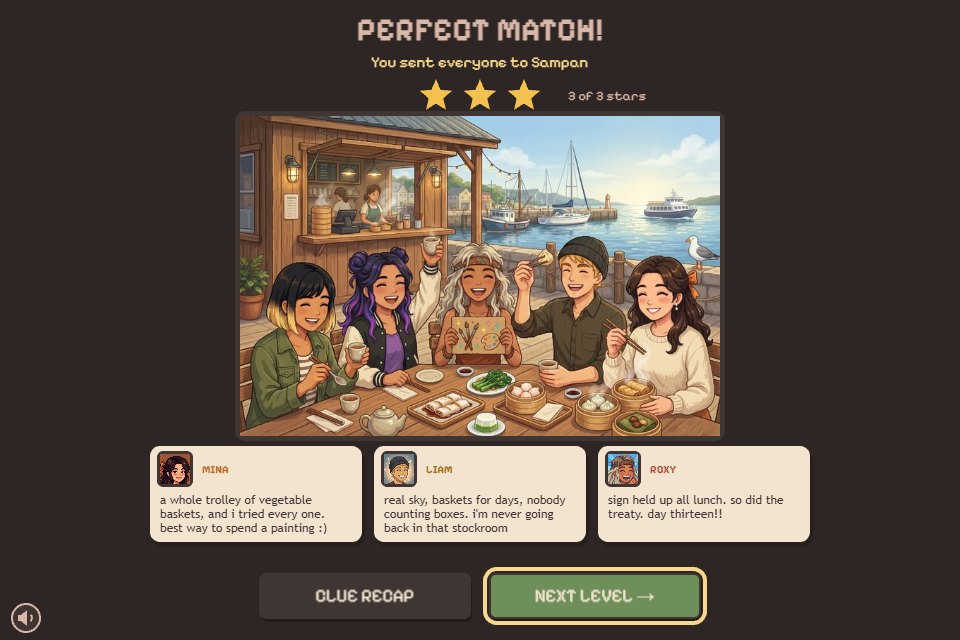 PERFECT MATCH!
You sent everyone to Sampan
3 of 3 stars
MINA
a whole trolley of vegetable
baskets, and i tried every one.
best way to spend a painting :)
LIAM
real sky, baskets for days, nobody
counting boxes. i'm never going
back in that stockroom
ROXY
sign held up all lunch. so did the
treaty. day thirteen!!
CLUE RECAP
NEXT LEVEL →